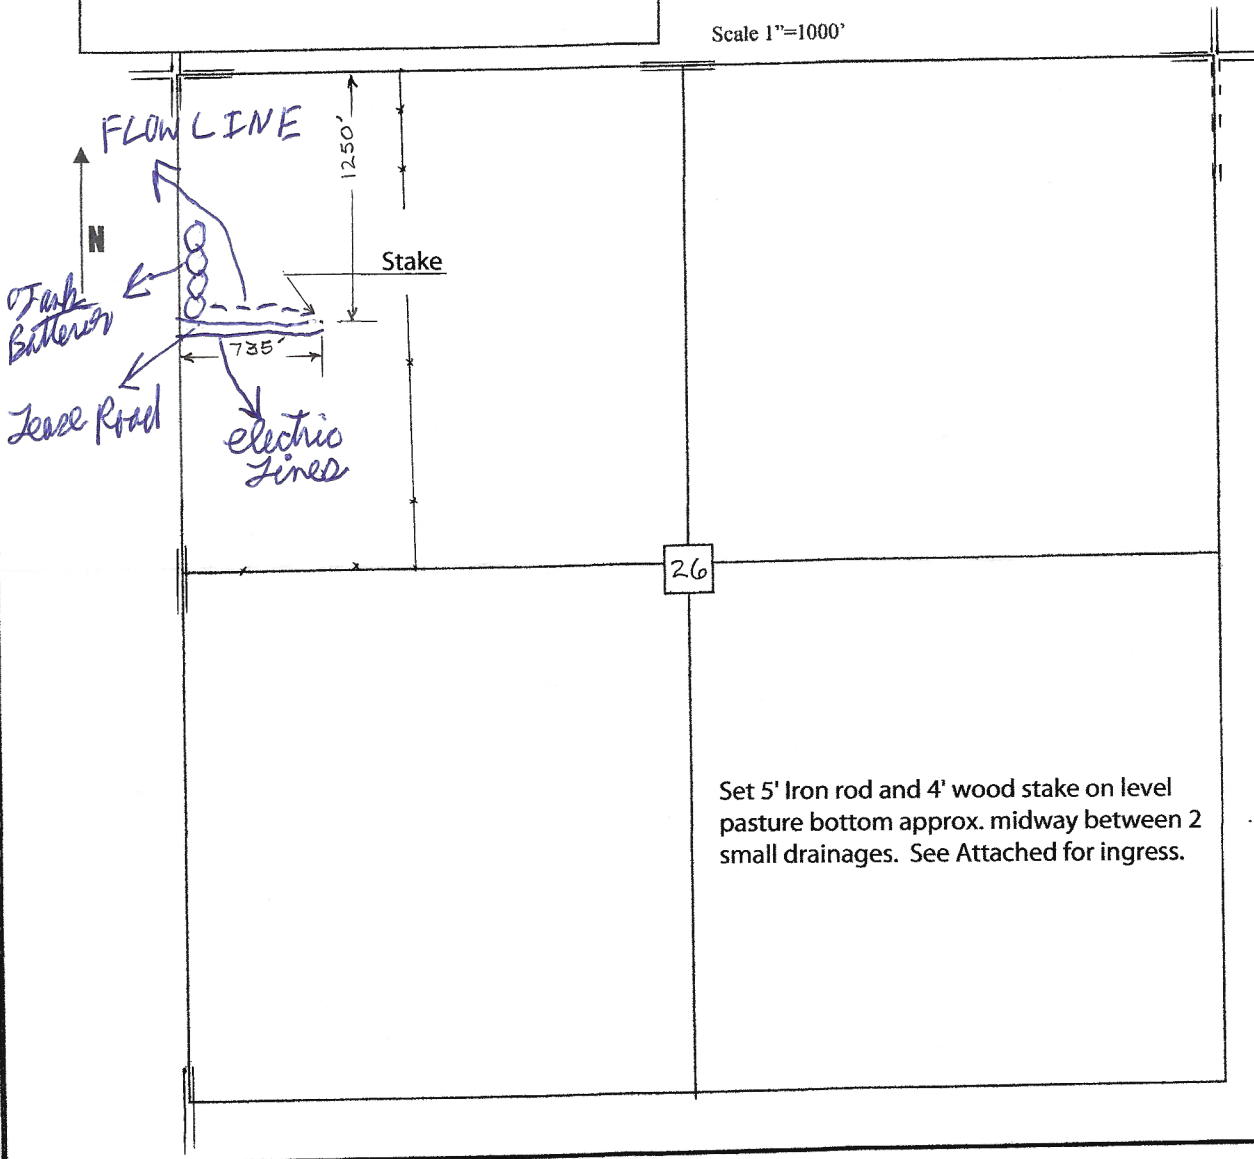 Scale 1"=1000'
FLOW LINE
1250'
N
Stake
Tank
Batteries
735'
Lease Road
electric
Lines
26
Set 5' Iron rod and 4' wood stake on level
pasture bottom approx. midway between 2
small drainages. See Attached for ingress.